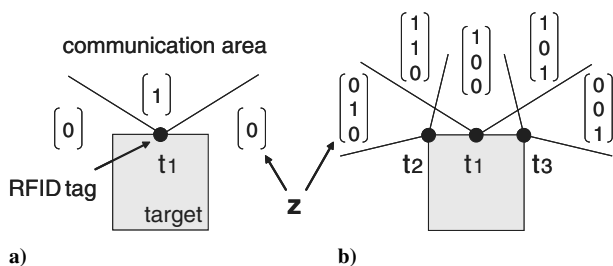 communication area
[1]
[0]
[0]
t1
RFID tag
target
z
a)
[0 1 0]
[1 1 0]
[1 0 0]
[1 0 1]
[0 0 1]
t2
t1
t3
b)